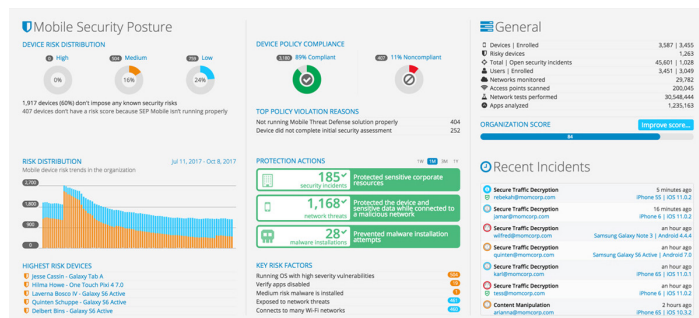 Mobile Security Posture
DEVICE RISK DISTRIBUTION
0 High
504 Medium
759 Low
0%
16%
24%
1,917 devices (60%) don't impose any known security risks
407 devices don't have a risk score because SEP Mobile isn't running properly
RISK DISTRIBUTION
Jul 11, 2017 - Oct 8, 2017
Mobile device risk trends in the organization
2,700
1,800
900
0
HIGHEST RISK DEVICES
Jesse Cassin - Galaxy Tab A
Hilma Howe - One Touch Pixi 4 7.0
Laverna Bosco IV - Galaxy S6 Active
Quinten Schuppe - Galaxy S6 Active
Delbert Bins - Galaxy S6 Active
DEVICE POLICY COMPLIANCE
3,180 89% Compliant
407 11% Noncompliant
TOP POLICY VIOLATION REASONS
Not running Mobile Threat Defense solution properly 404
Device did not complete initial security assessment 252
PROTECTION ACTIONS
1W 1M 3M 1Y
185
security incidents
Protected sensitive corporate
resources
1,168
network threats
Protected the device and
sensitive data while connected to
a malicious network
28
malware installations
Prevented malware installation
attempts
KEY RISK FACTORS
Running OS with high severity vulnerabilities
Verify apps disabled
Medium risk malware is installed
Exposed to network threats
Connects to many Wi-Fi networks
General
Devices | Enrolled 3,587 | 3,455
Risky devices 1,263
Total | Open security incidents 45,601 | 1,028
Users | Enrolled 3,451 | 3,049
Networks monitored 29,782
Access points scanned 200,045
Network tests performed 30,548,444
Apps analyzed 1,235,163
ORGANIZATION SCORE
Improve score...
84
Recent Incidents
Secure Traffic Decryption 5 minutes ago
rebekah@momcorp.com iPhone 5S | iOS 11.0.2
Secure Traffic Decryption 16 minutes ago
jamar@momcorp.com iPhone 6 | iOS 11.0.2
Secure Traffic Decryption an hour ago
wilfred@momcorp.com Samsung Galaxy Note 3 | Android 4.4.4
Secure Traffic Decryption an hour ago
quinten@momcorp.com Samsung Galaxy S6 Active | Android 7.0
Secure Traffic Decryption an hour ago
karl@momcorp.com iPhone 6S | iOS 11.0.1
Secure Traffic Decryption an hour ago
tess@momcorp.com iPhone 6 | iOS 11.0.2
Content Manipulation 2 hours ago
arianna@momcorp.com iPhone 6S | iOS 10.3.2